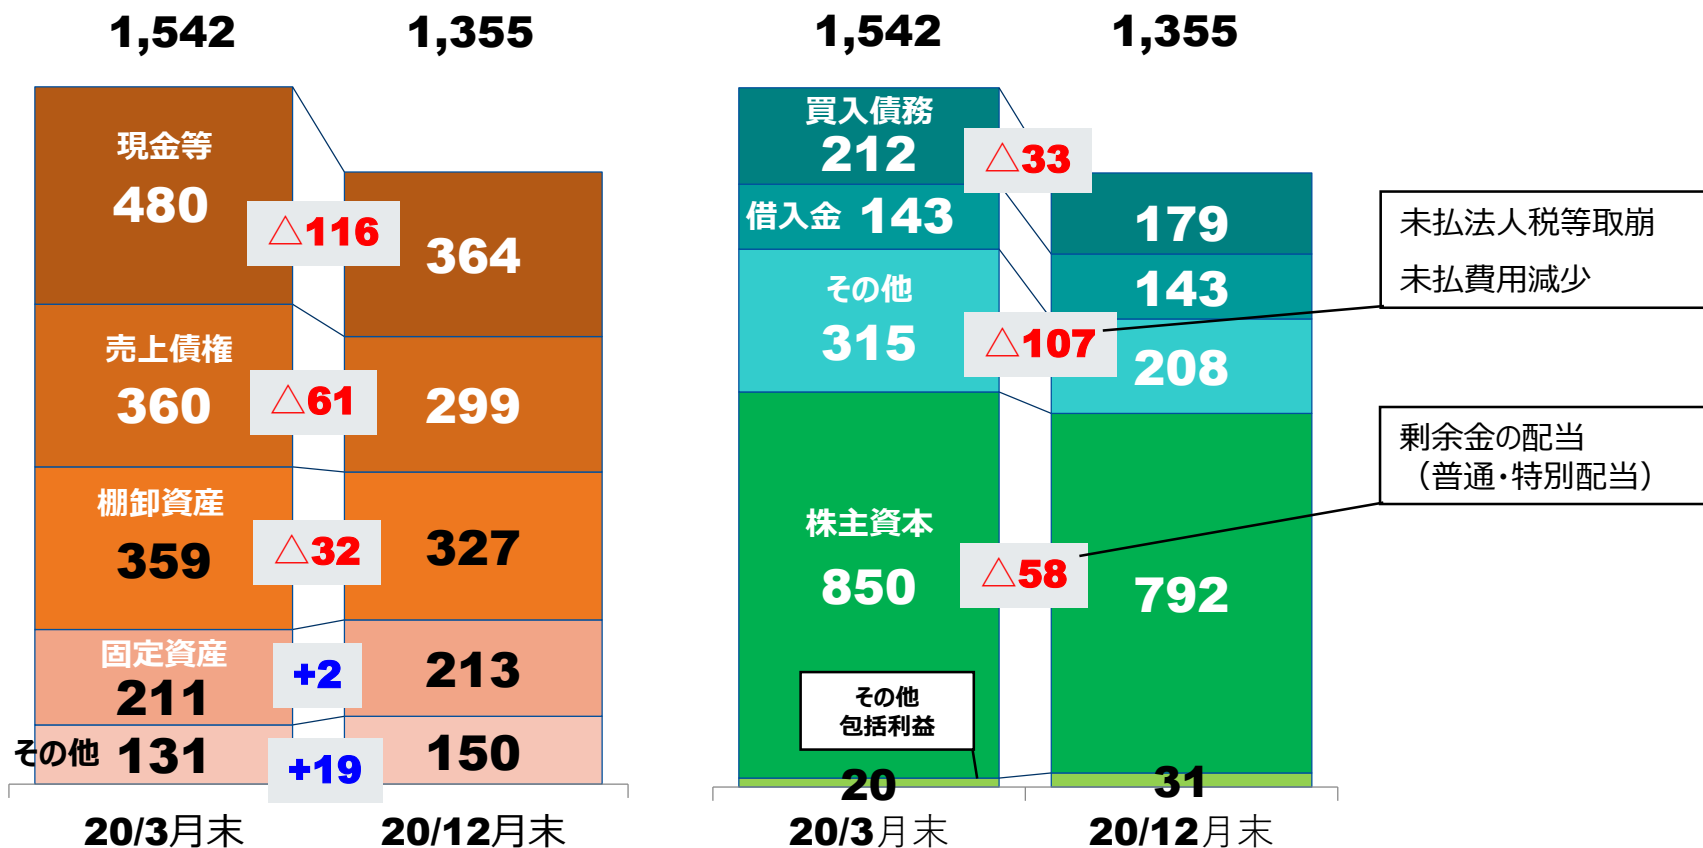 1,542
1,355
現金等
480
△116
364
売上債権
360
△61
299
棚卸資産
359
△32
327
固定資産
211
+2
213
その他 131
+19
150
20/3月末
20/12月末
1,542
1,355
買入債務
212
△33
179
借入金 143
143
その他
315
△107
208
未払法人税等取崩
未払費用減少
株主資本
850
△58
792
剰余金の配当
（普通・特別配当）
その他
包括利益
20
31
20/3月末
20/12月末